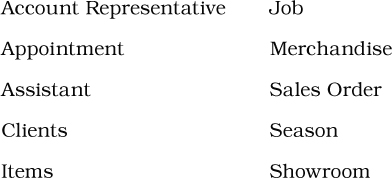 Account Representative Job
Appointment Merchandise
Assistant Sales Order
Clients Season
Items Showroom